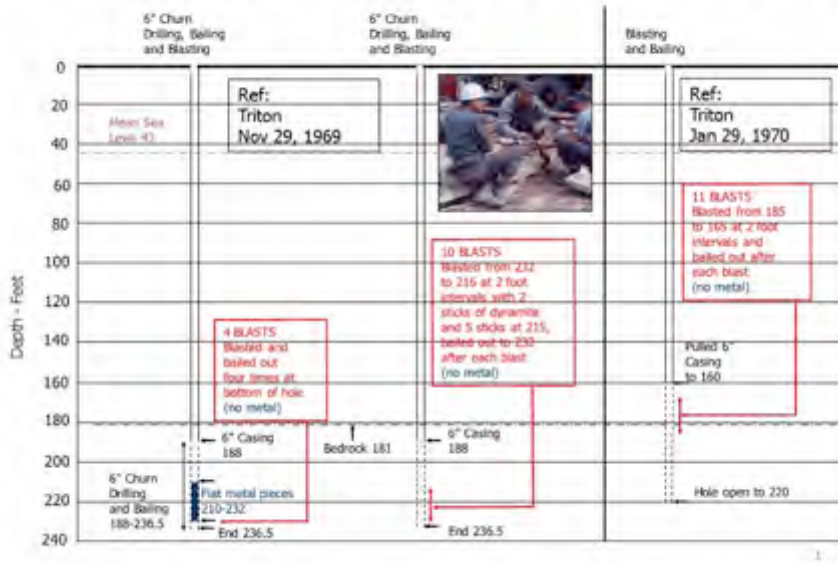 6" Churn
Drilling, Bailing
and Blasting
6" Churn
Drilling, Bailing
and Blasting
Blasting
and Bailing
Depth - Feet
0
20
40
60
80
100
120
140
160
180
200
220
240
Mean Sea
Level 43
Ref:
Triton
Nov 29, 1969
Ref:
Triton
Jan 29, 1970
11 BLASTS
Blasted from 185
to 165 at 2 foot
intervals and
bailed out after
each blast
(no metal)
10 BLASTS
Blasted from 232
to 216 at 2 foot
intervals with 2
sticks of dynamite
and 5 sticks at 215,
bailed out to 232
after each blast
(no metal)
4 BLASTS
Blasted and
bailed out
four times at
bottom of hole
(no metal)
Pulled 6"
Casing
to 160
6" Casing
188
Bedrock 181
6" Casing
188
6" Churn
Drilling
and Bailing
188-236.5
Flat metal pieces
210-232
Hole open to 220
End 236.5
End 236.5
1